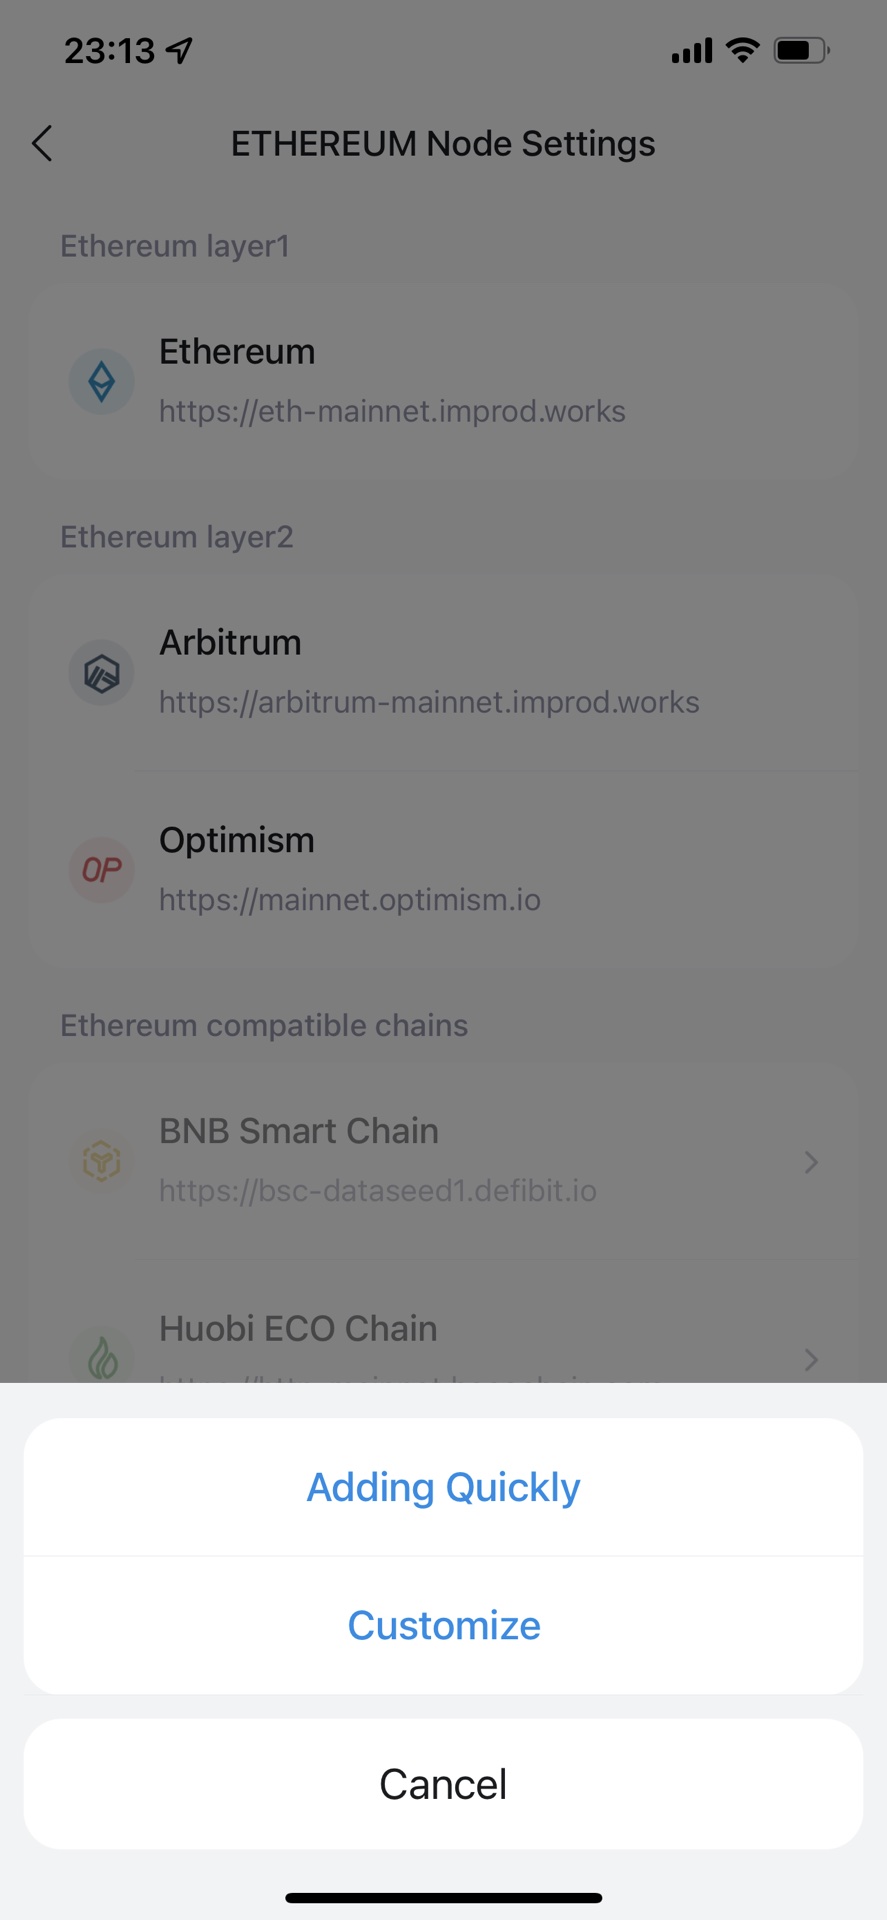 23:13
ETHEREUM Node Settings
Ethereum layer1
Ethereum
https://eth-mainnet.improd.works
Ethereum layer2
Arbitrum
https://arbitrum-mainnet.improd.works
OP
Optimism
https://mainnet.optimism.io
Ethereum compatible chains
BNB Smart Chain
https://bsc-dataseed1.defibit.io
Huobi ECO Chain
Adding Quickly
Customize
Cancel